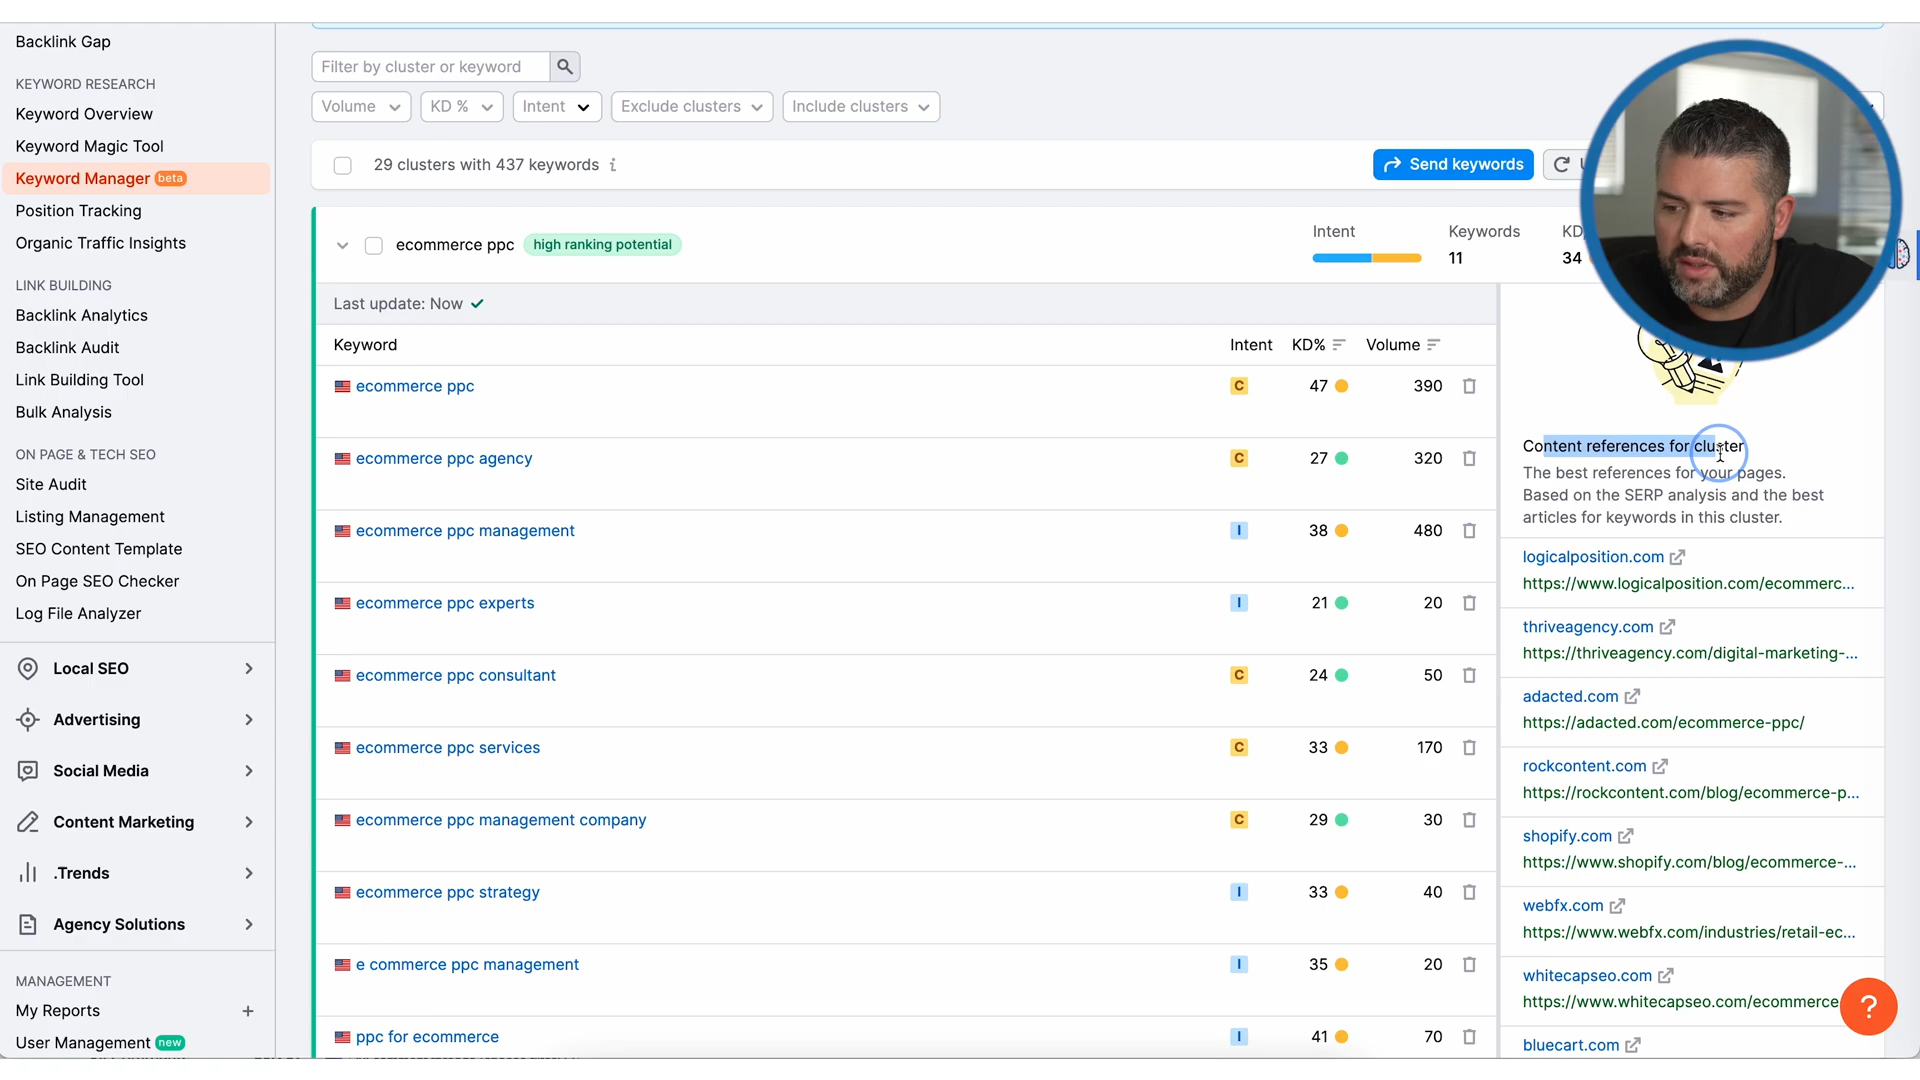 Backlink Gap
KEYWORD RESEARCH
Keyword Overview
Keyword Magic Tool
Keyword Manager beta
Position Tracking
Organic Traffic Insights
LINK BUILDING
Backlink Analytics
Backlink Audit
Link Building Tool
Bulk Analysis
ON PAGE & TECH SEO
Site Audit
Listing Management
SEO Content Template
On Page SEO Checker
Log File Analyzer
Local SEO
Advertising
Social Media
Content Marketing
.Trends
Agency Solutions
MANAGEMENT
My Reports +
User Management new
Filter by cluster or keyword
Volume KD % Intent Exclude clusters Include clusters
29 clusters with 437 keywords i
Send keywords
ecommerce ppc high ranking potential
Intent Keywords
11 34
Last update: Now
Keyword Intent KD% Volume
ecommerce ppc C 47 390
ecommerce ppc agency C 27 320
ecommerce ppc management I 38 480
ecommerce ppc experts I 21 20
ecommerce ppc consultant C 24 50
ecommerce ppc services C 33 170
ecommerce ppc management company C 29 30
ecommerce ppc strategy I 33 40
e commerce ppc management I 35 20
ppc for ecommerce I 41 70
Content references for cluster
The best references for your pages.
Based on the SERP analysis and the best
articles for keywords in this cluster.
logicalposition.com
https://www.logicalposition.com/ecommerc...
thriveagency.com
https://thriveagency.com/digital-marketing-...
adacted.com
https://adacted.com/ecommerce-ppc/
rockcontent.com
https://rockcontent.com/blog/ecommerce-p...
shopify.com
https://www.shopify.com/blog/ecommerce-...
webfx.com
https://www.webfx.com/industries/retail-ec...
whitecapseo.com
https://www.whitecapseo.com/ecommerce
bluecart.com
?